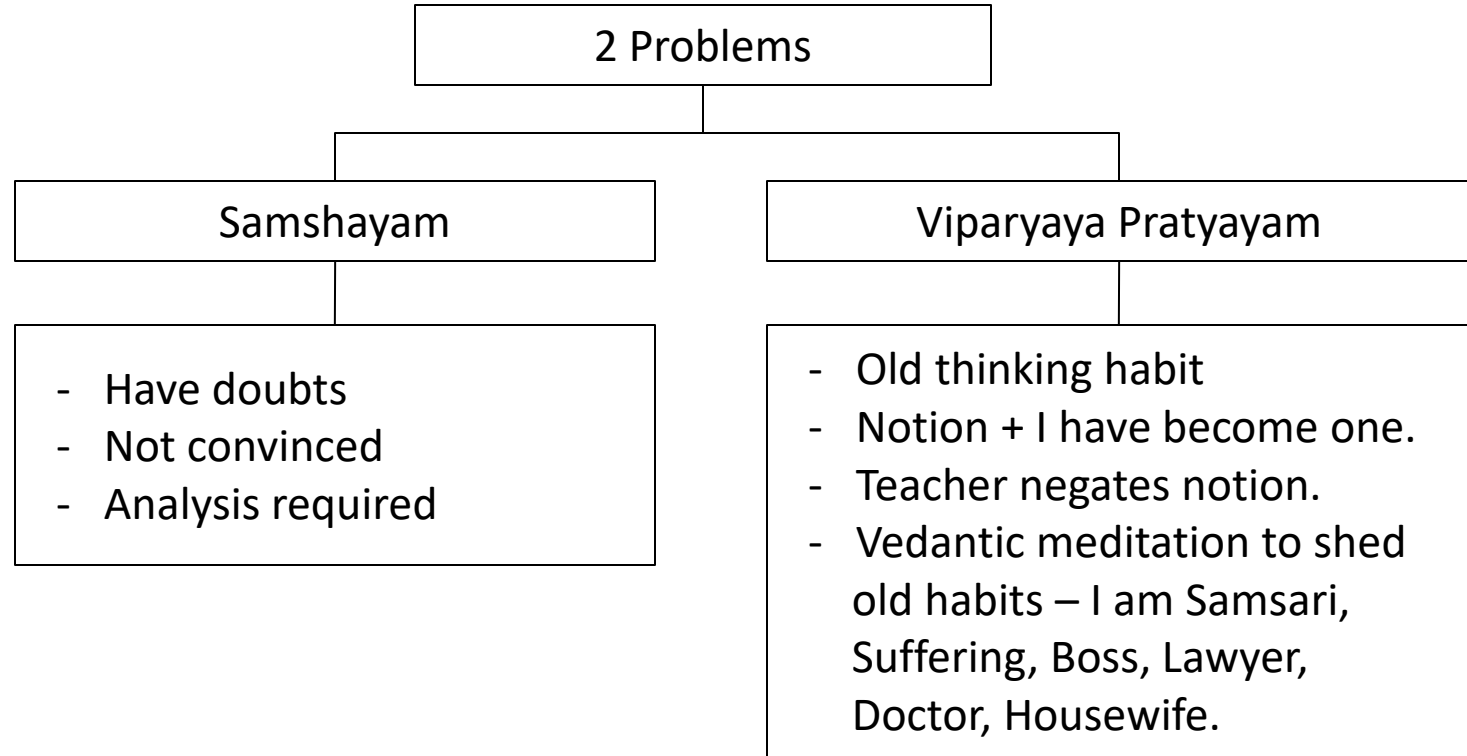 2 Problems
Samshayam
Viparyaya Pratyayam
- Have doubts
- Not convinced
- Analysis required
- Old thinking habit
- Notion + I have become one.
- Teacher negates notion.
- Vedantic meditation to shed
old habits – I am Samsari,
Suffering, Boss, Lawyer,
Doctor, Housewife.